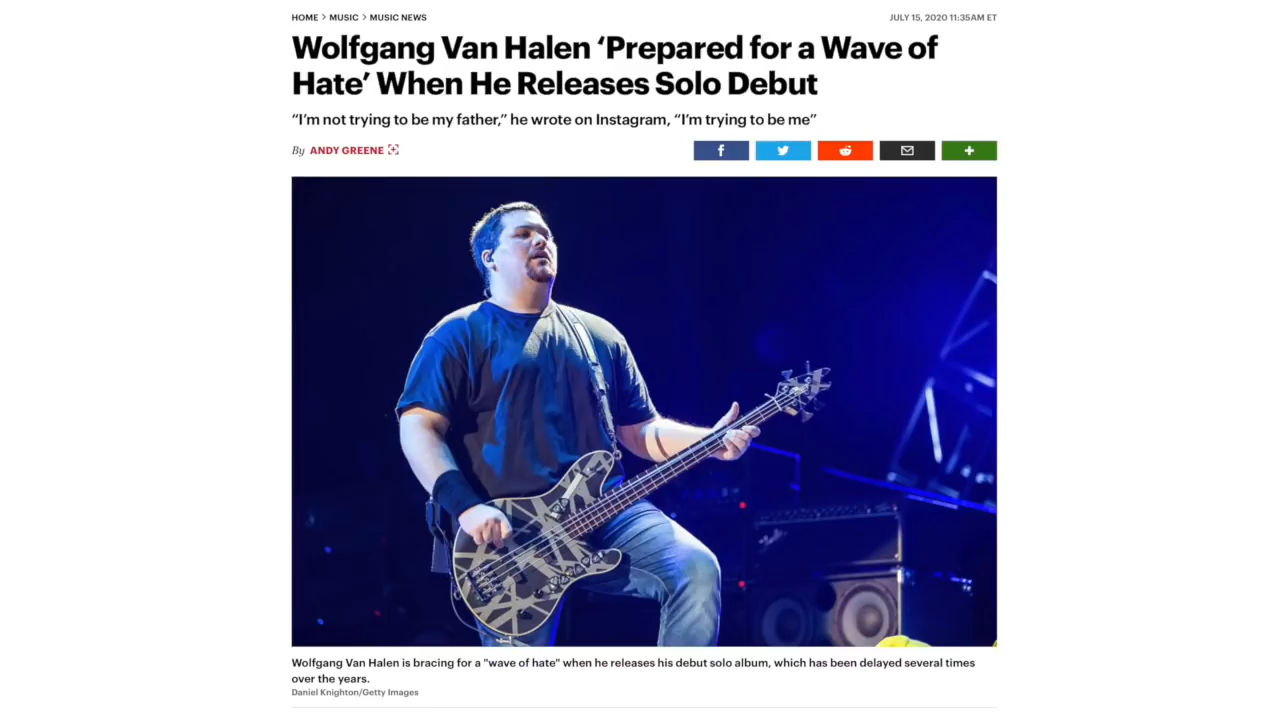 HOME > MUSIC > MUSIC NEWS
JULY 15, 2020 11:35AM ET
Wolfgang Van Halen ‘Prepared for a Wave of
Hate’ When He Releases Solo Debut
“I’m not trying to be my father,” he wrote on Instagram, “I’m trying to be me”
By ANDY GREENE
Wolfgang Van Halen is bracing for a "wave of hate" when he releases his debut solo album, which has been delayed several times
over the years.
Daniel Knighton/Getty Images